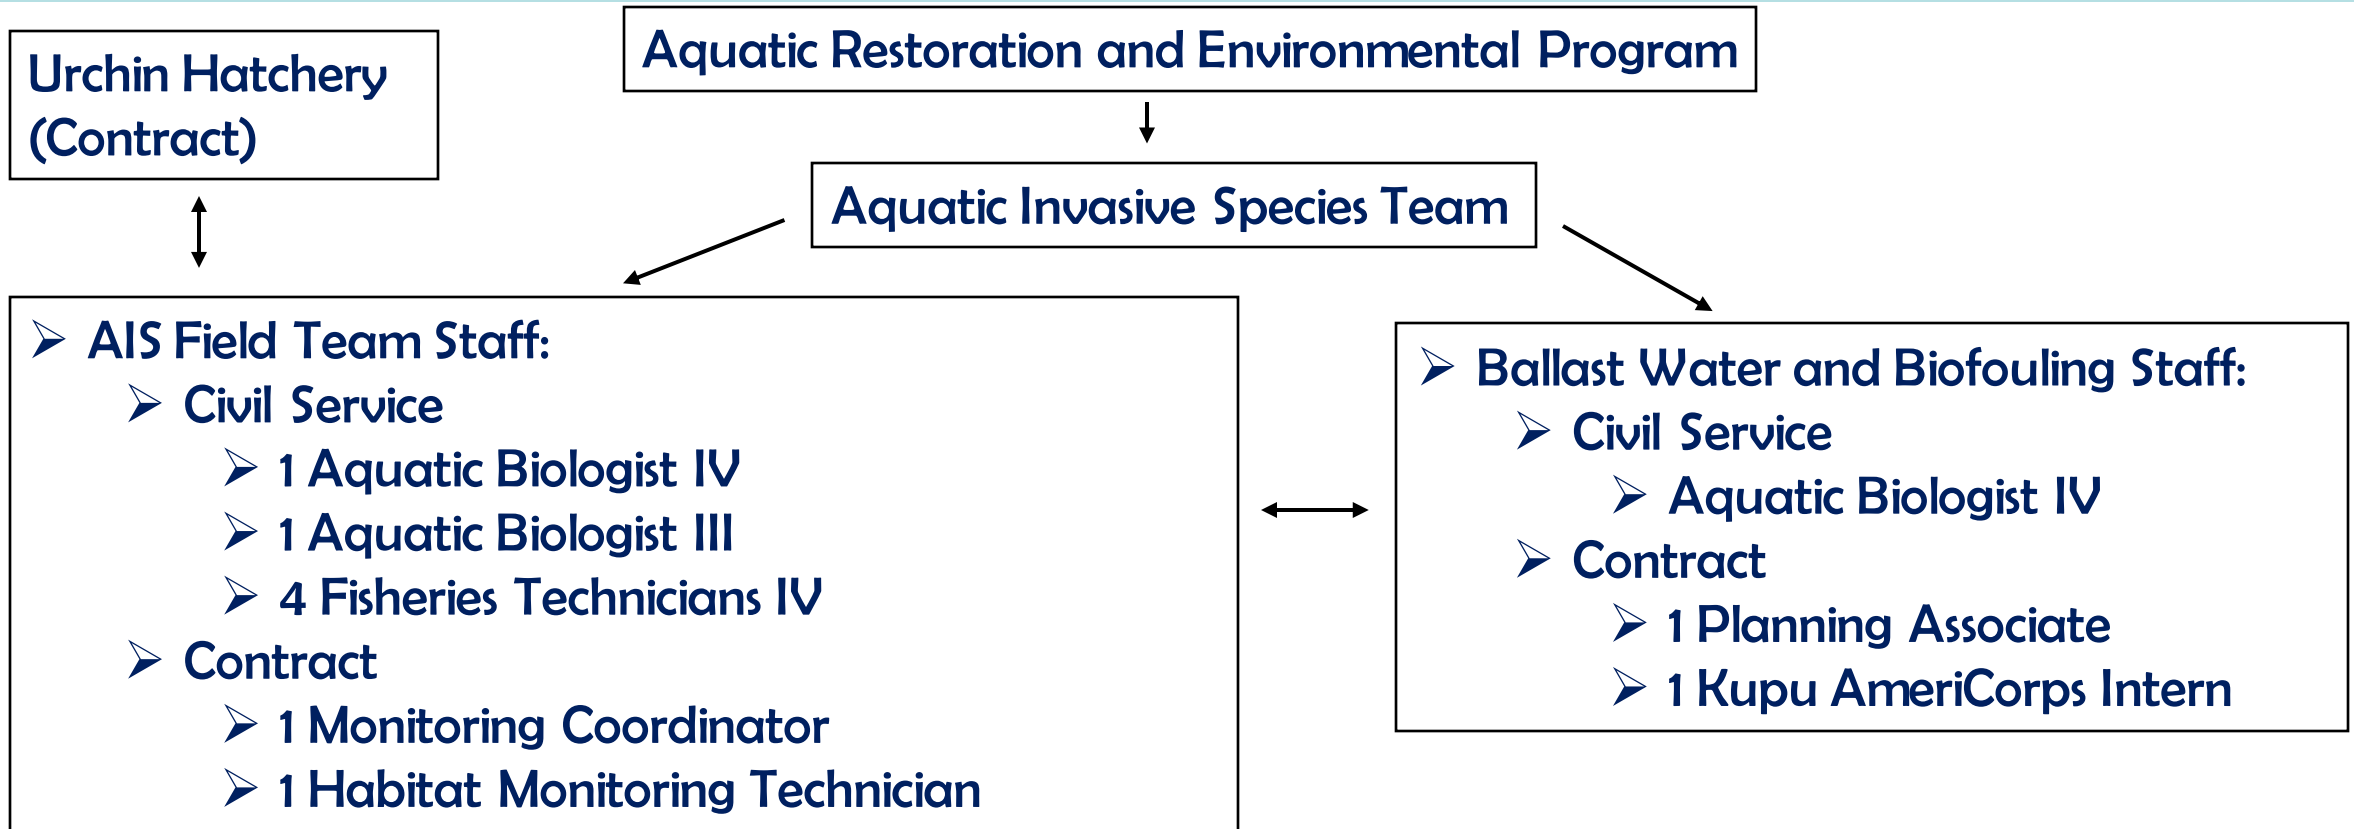 Aquatic Restoration and Environmental Program
Urchin Hatchery
(Contract)
Aquatic Invasive Species Team
AIS Field Team Staff:
Civil Service
1 Aquatic Biologist IV
1 Aquatic Biologist III
4 Fisheries Technicians IV
Contract
1 Monitoring Coordinator
1 Habitat Monitoring Technician
Ballast Water and Biofouling Staff:
Civil Service
Aquatic Biologist IV
Contract
1 Planning Associate
1 Kupu AmeriCorps Intern